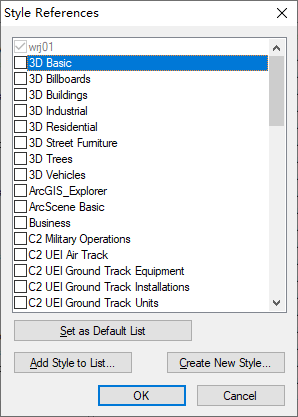 Style References
wrj01
3D Basic
3D Billboards
3D Buildings
3D Industrial
3D Residential
3D Street Furniture
3D Trees
3D Vehicles
ArcGIS_Explorer
ArcScene Basic
Business
C2 Military Operations
C2 UEI Air Track
C2 UEI Ground Track Equipment
C2 UEI Ground Track Installations
C2 UEI Ground Track Units
Set as Default List
Add Style to List...
Create New Style...
OK
Cancel